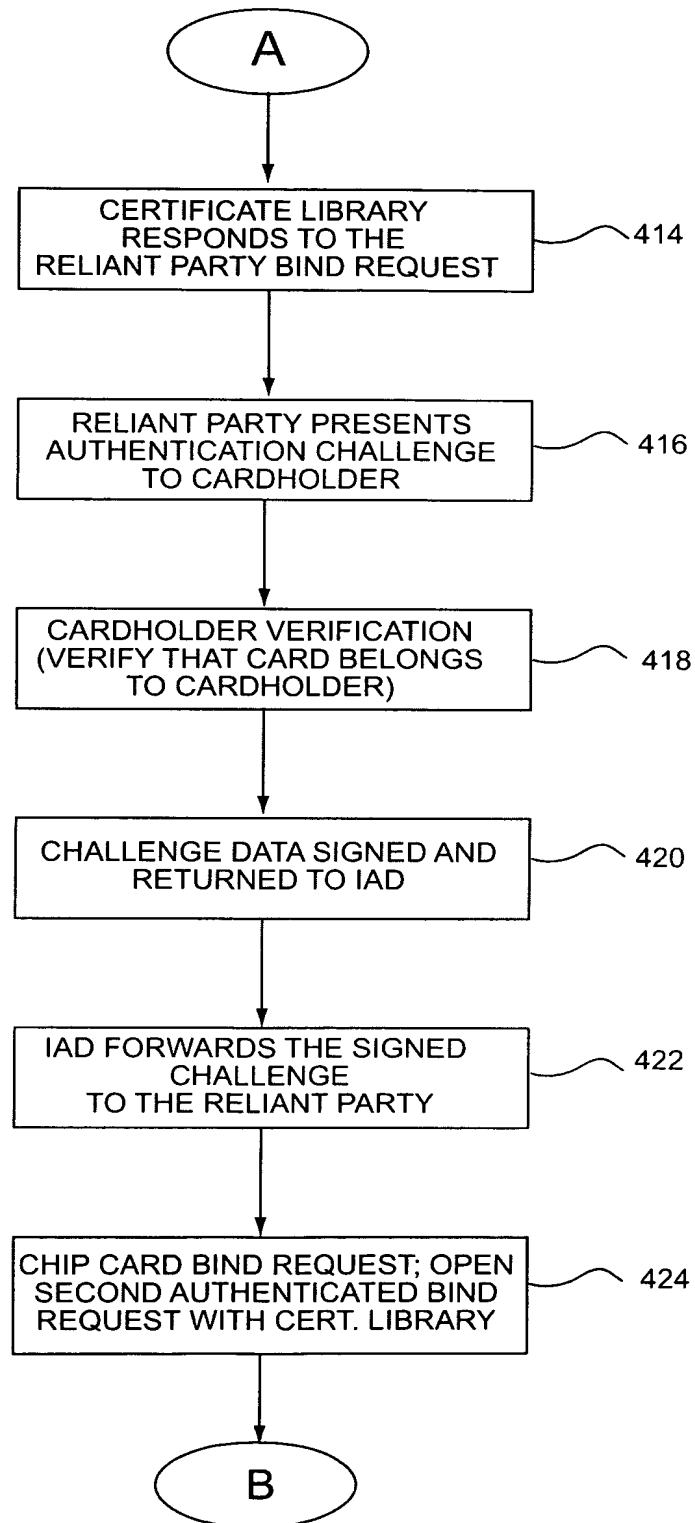 A
CERTIFICATE LIBRARY
RESPONDS TO THE
RELIANT PARTY BIND REQUEST
414
RELIANT PARTY PRESENTS
AUTHENTICATION CHALLENGE
TO CARDHOLDER
416
CARDHOLDER VERIFICATION
(VERIFY THAT CARD BELONGS
TO CARDHOLDER)
418
CHALLENGE DATA SIGNED AND
RETURNED TO IAD
420
IAD FORWARDS THE SIGNED
CHALLENGE
TO THE RELIANT PARTY
422
CHIP CARD BIND REQUEST; OPEN
SECOND AUTHENTICATED BIND
REQUEST WITH CERT. LIBRARY
424
B